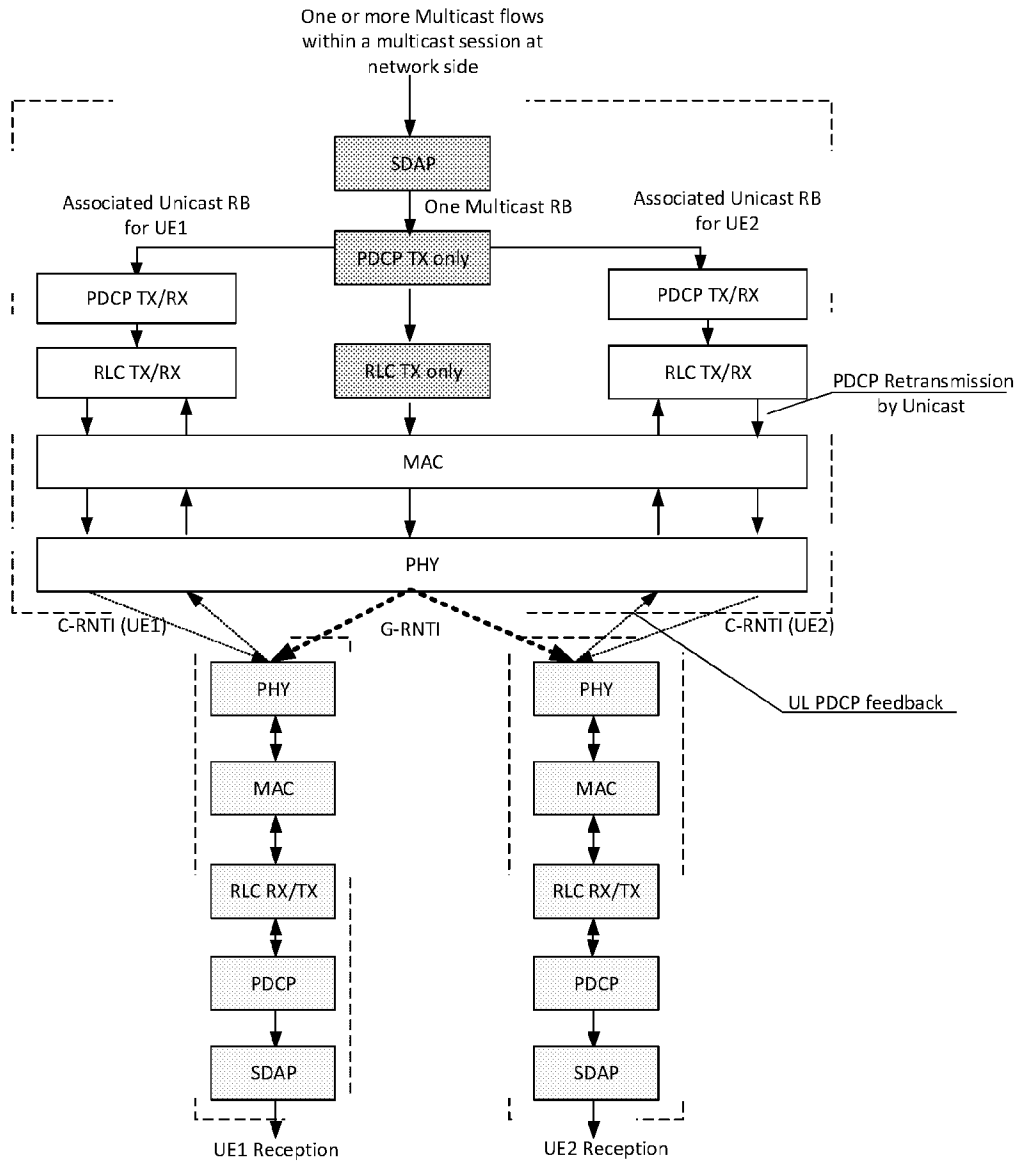 One or more Multicast flows
within a multicast session at
network side
SDAP
Associated Unicast RB
for UE1
One Multicast RB
Associated Unicast RB
for UE2
PDCP TX only
PDCP TX/RX
PDCP TX/RX
RLC TX/RX
RLC TX only
RLC TX/RX
PDCP Retransmission
by Unicast
MAC
PHY
C-RNTI (UE1)
G-RNTI
C-RNTI (UE2)
PHY
PHY
UL PDCP feedback
MAC
MAC
RLC RX/TX
RLC RX/TX
PDCP
PDCP
SDAP
SDAP
UE1 Reception
UE2 Reception